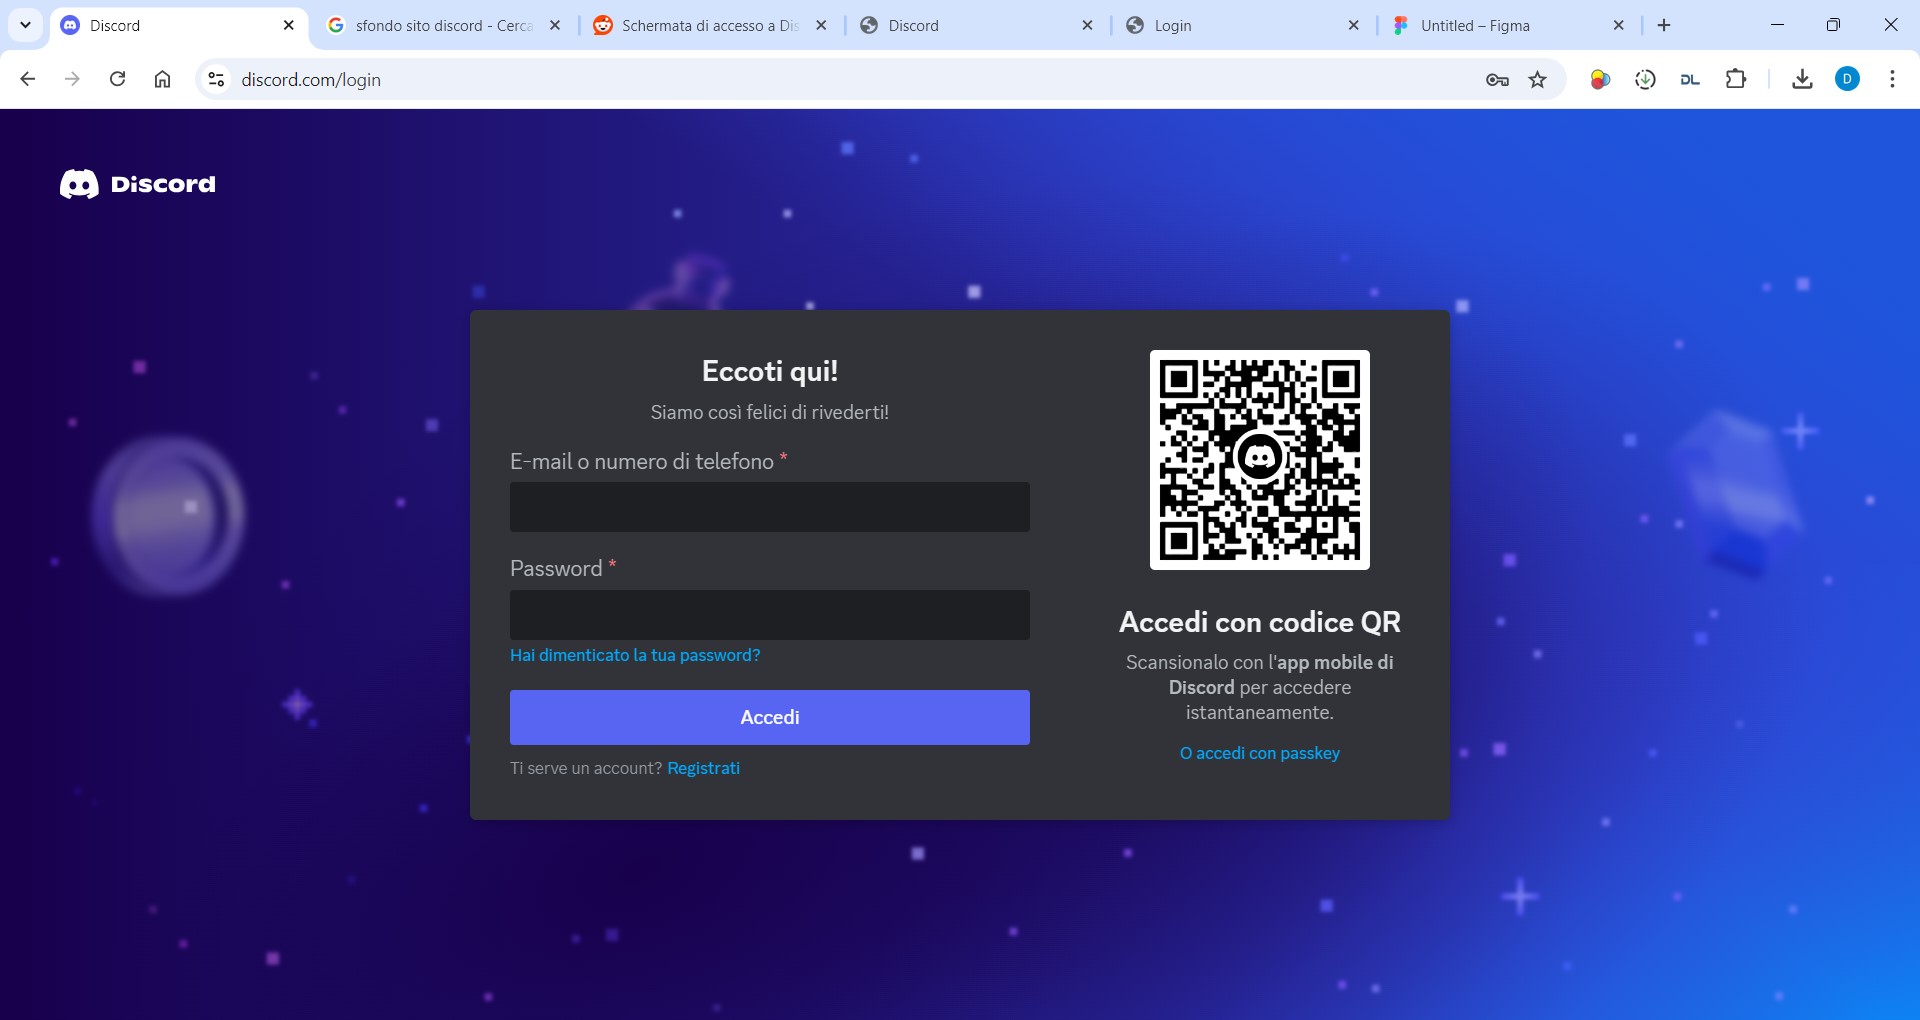 Discord
sfondo sito discord - Cerca
Schermata di accesso a Dis
Discord
Login
Untitled – Figma
discord.com/login
DL
D
Discord
Eccoti qui!
Siamo così felici di rivederti!
E-mail o numero di telefono *
Password *
Hai dimenticato la tua password?
Accedi
Ti serve un account? Registrati
Accedi con codice QR
Scansionalo con l'app mobile di
Discord per accedere
istantaneamente.
O accedi con passkey